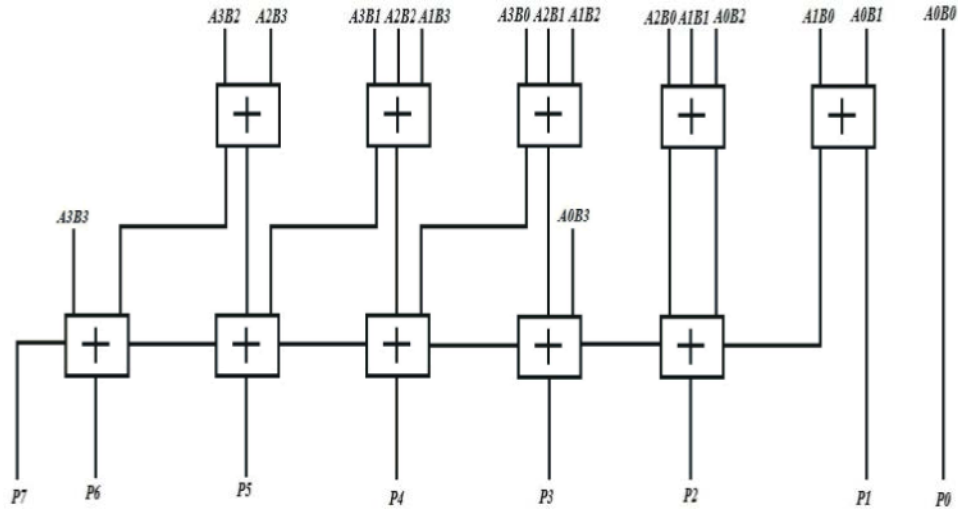 A3B2 A2B3 A3B1 A2B2 A1B3 A3B0 A2B1 A1B2 A2B0 A1B1 A0B2 A1B0 A0B1 A0B0
+ + + + +
A3B3 A0B3
+ + + + +
P7 P6 P5 P4 P3 P2 P1 P0